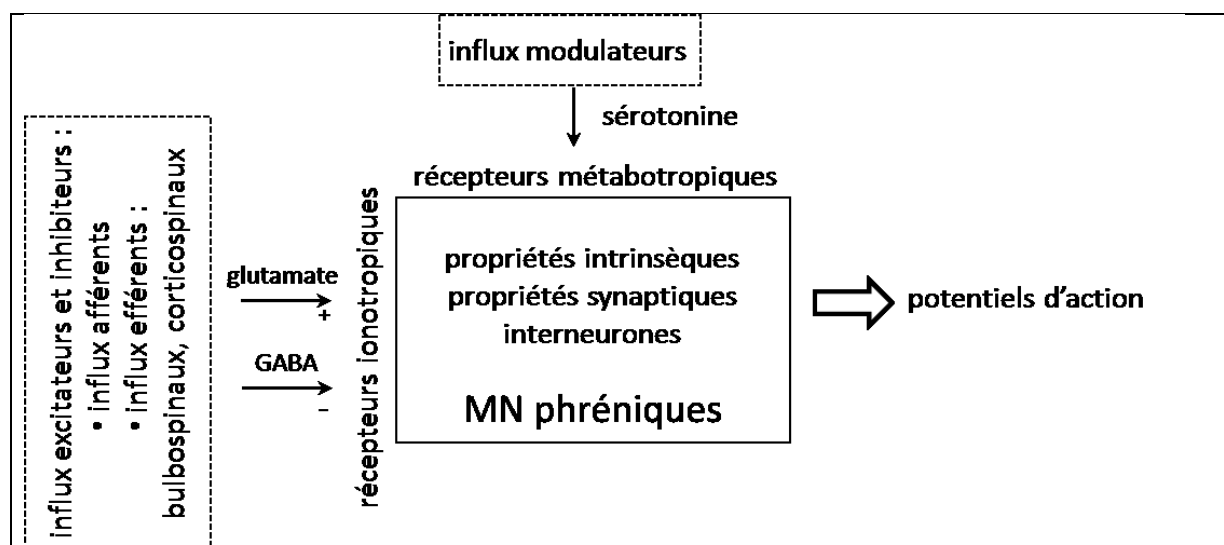 influx modulateurs
sérotonine
influx excitateurs et inhibiteurs :
• influx afférents
• influx efférents :
bulbospinaux, corticospinaux
glutamate
+
GABA
-
récepteurs ionotropiques
récepteurs métabotropiques
propriétés intrinsèques
propriétés synaptiques
interneurones
MN phréniques
potentiels d'action